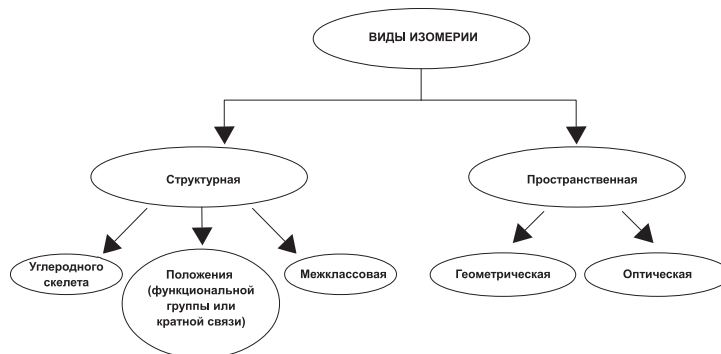 ВИДЫ ИЗОМЕРИИ
Структурная
Пространственная
Углеродного
скелета
Положения
(функциональной
группы или
кратной связи)
Межклассовая
Геометрическая
Оптическая